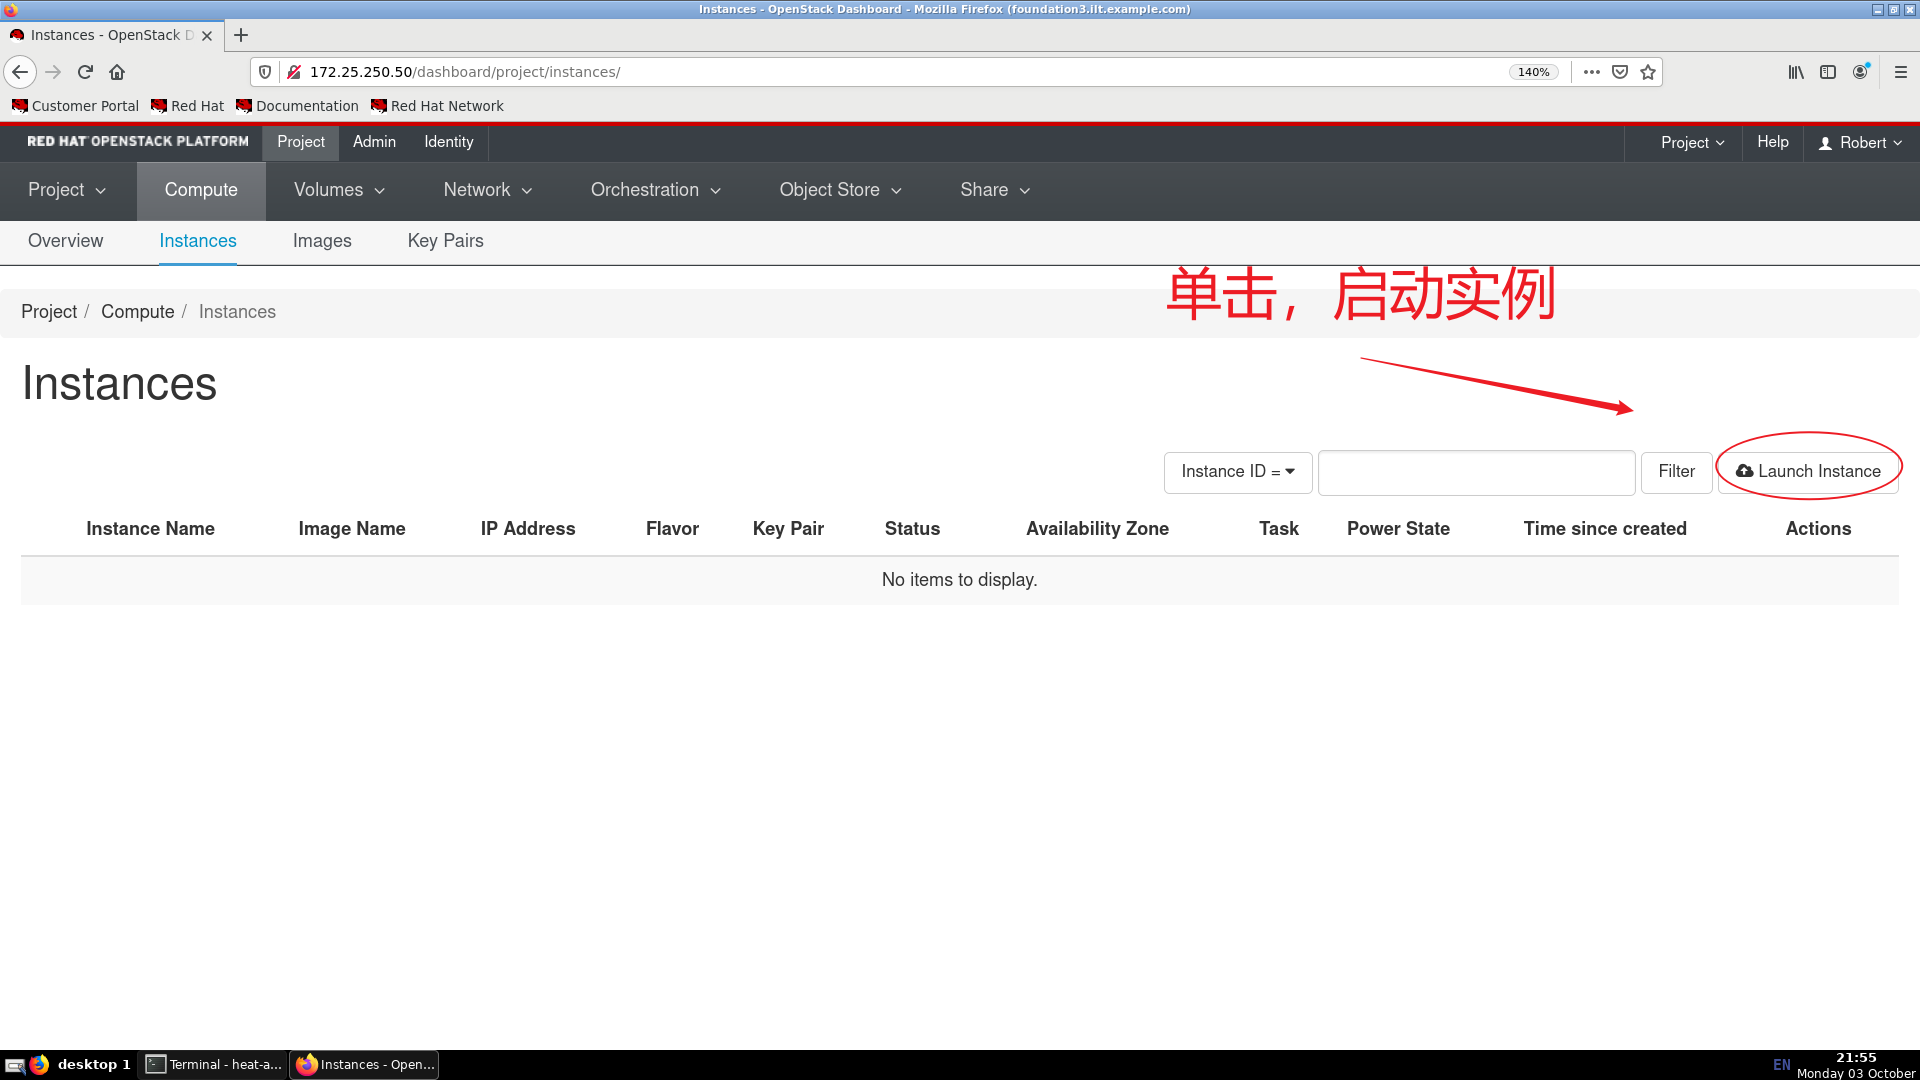 Instances - OpenStack Dashboard - Mozilla Firefox (foundation3.ilt.example.com)
Instances - OpenStack D
172.25.250.50/dashboard/project/instances/
140%
Customer Portal Red Hat Documentation Red Hat Network
RED HAT OPENSTACK PLATFORM Project Admin Identity Project Help Robert
Project Compute Volumes Network Orchestration Object Store Share
Overview Instances Images Key Pairs
单击，启动实例
Project / Compute / Instances
Instances
Instance ID = Filter Launch Instance
Instance Name Image Name IP Address Flavor Key Pair Status Availability Zone Task Power State Time since created Actions
No items to display.
desktop 1 Terminal - heat-a... Instances - Open... EN 21:55
Monday 03 October